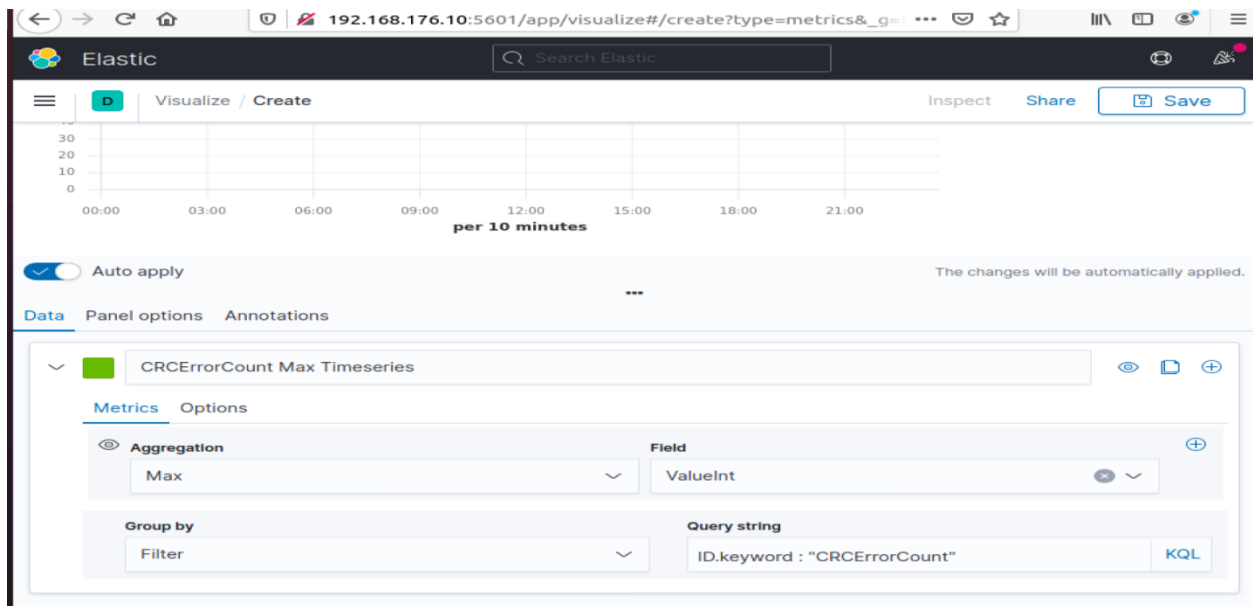 192.168.176.10:5601/app/visualize#/create?type=metrics&_g=
Elastic
Search Elastic
D Visualize / Create Inspect Share Save
30
20
10
0
00:00 03:00 06:00 09:00 12:00 15:00 18:00 21:00
per 10 minutes
Auto apply The changes will be automatically applied.
Data Panel options Annotations
CRCErrorCount Max Timeseries
Metrics Options
Aggregation Field
Max ValueInt
Group by Query string
Filter ID.keyword : "CRCErrorCount" KQL